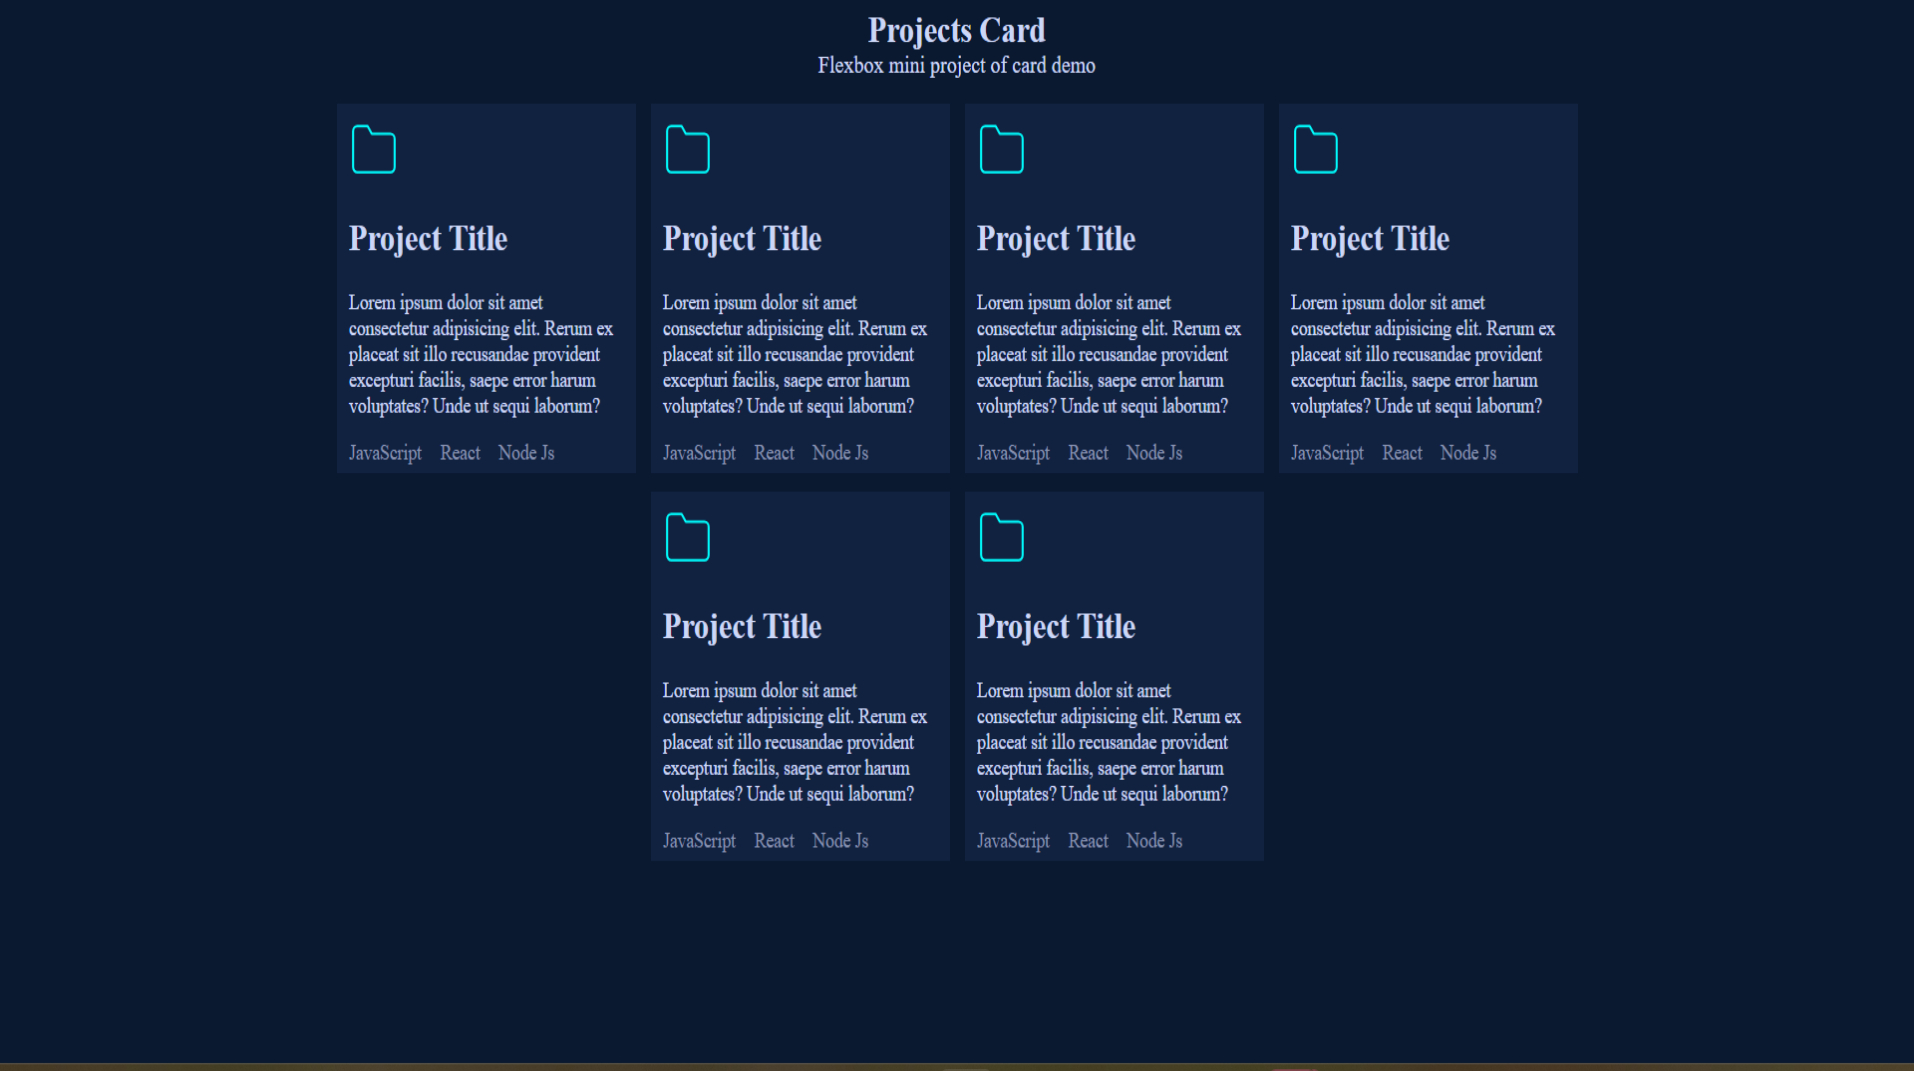 Projects Card
Flexbox mini project of card demo
Project Title
Lorem ipsum dolor sit amet
consectetur adipisicing elit. Rerum ex
placeat sit illo recusandae provident
excepturi facilis, saepe error harum
voluptates? Unde ut sequi laborum?
JavaScript React Node Js
Project Title
Lorem ipsum dolor sit amet
consectetur adipisicing elit. Rerum ex
placeat sit illo recusandae provident
excepturi facilis, saepe error harum
voluptates? Unde ut sequi laborum?
JavaScript React Node Js
Project Title
Lorem ipsum dolor sit amet
consectetur adipisicing elit. Rerum ex
placeat sit illo recusandae provident
excepturi facilis, saepe error harum
voluptates? Unde ut sequi laborum?
JavaScript React Node Js
Project Title
Lorem ipsum dolor sit amet
consectetur adipisicing elit. Rerum ex
placeat sit illo recusandae provident
excepturi facilis, saepe error harum
voluptates? Unde ut sequi laborum?
JavaScript React Node Js
Project Title
Lorem ipsum dolor sit amet
consectetur adipisicing elit. Rerum ex
placeat sit illo recusandae provident
excepturi facilis, saepe error harum
voluptates? Unde ut sequi laborum?
JavaScript React Node Js
Project Title
Lorem ipsum dolor sit amet
consectetur adipisicing elit. Rerum ex
placeat sit illo recusandae provident
excepturi facilis, saepe error harum
voluptates? Unde ut sequi laborum?
JavaScript React Node Js